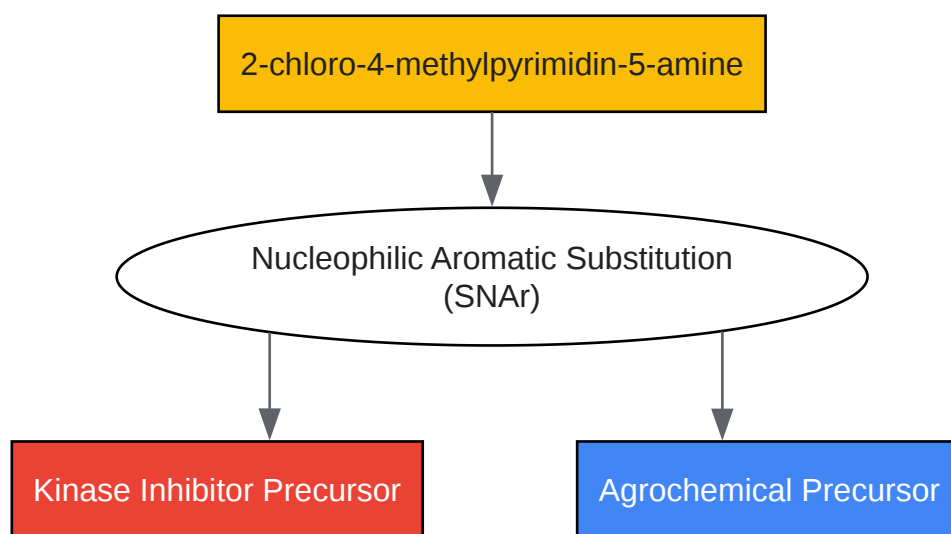 2-chloro-4-methylpyrimidin-5-amine
Nucleophilic Aromatic Substitution
(SNAr)
Kinase Inhibitor Precursor
Agrochemical Precursor